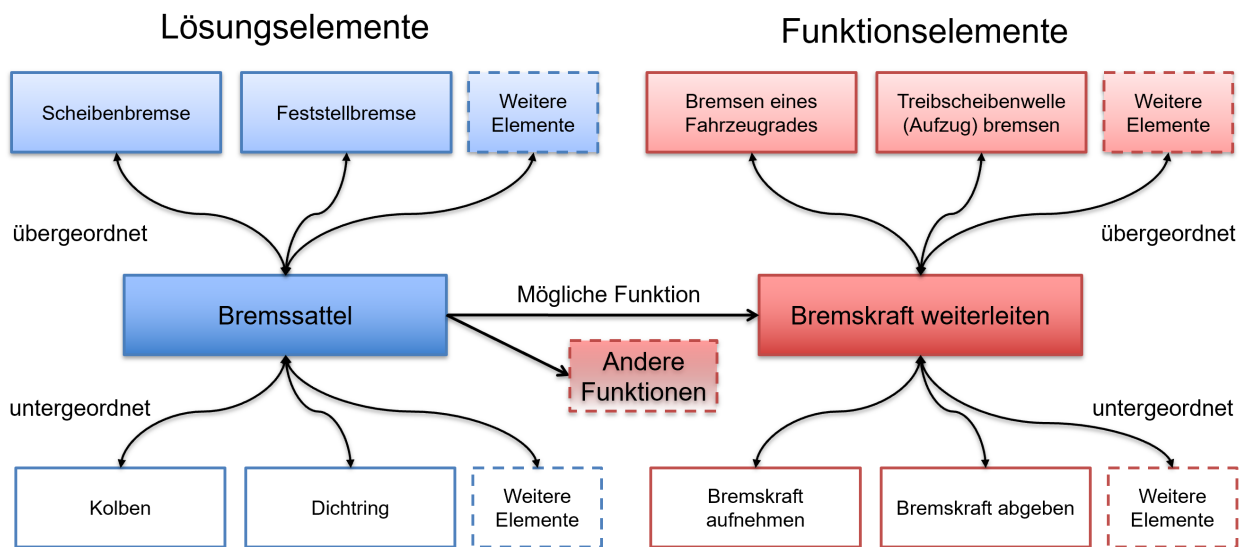 Lösungselemente
Funktionselemente
Scheibenbremse
Feststellbremse
Weitere
Elemente
Bremsen eines
Fahrzeugrades
Treibscheibenwelle
(Aufzug) bremsen
Weitere
Elemente
übergeordnet
übergeordnet
Bremssattel
Mögliche Funktion
Bremskraft weiterleiten
Andere
Funktionen
untergeordnet
untergeordnet
Kolben
Dichtring
Weitere
Elemente
Bremskraft
aufnehmen
Bremskraft abgeben
Weitere
Elemente